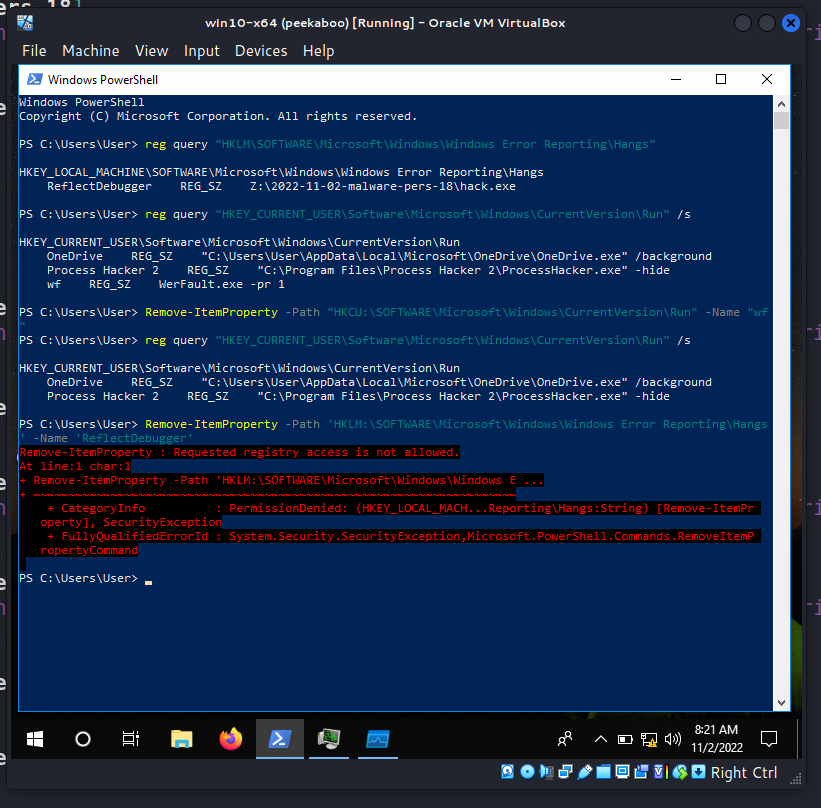 ers 18]
win10-x64 (peekaboo) [Running] - Oracle VM VirtualBox
File Machine View Input Devices Help
Windows PowerShell
Windows PowerShell
Copyright (C) Microsoft Corporation. All rights reserved.
PS C:\Users\User> reg query "HKLM\SOFTWARE\Microsoft\Windows\Windows Error Reporting\Hangs"
HKEY_LOCAL_MACHINE\SOFTWARE\Microsoft\Windows\Windows Error Reporting\Hangs
    ReflectDebugger    REG_SZ    Z:\2022-11-02-malware-pers-18\hack.exe
PS C:\Users\User> reg query "HKEY_CURRENT_USER\Software\Microsoft\Windows\CurrentVersion\Run" /s
HKEY_CURRENT_USER\Software\Microsoft\Windows\CurrentVersion\Run
    OneDrive    REG_SZ    "C:\Users\User\AppData\Local\Microsoft\OneDrive\OneDrive.exe" /background
    Process Hacker 2    REG_SZ    "C:\Program Files\Process Hacker 2\ProcessHacker.exe" -hide
    wf    REG_SZ    WerFault.exe -pr 1
PS C:\Users\User> Remove-ItemProperty -Path "HKCU:\SOFTWARE\Microsoft\Windows\CurrentVersion\Run" -Name "wf
"
PS C:\Users\User> reg query "HKEY_CURRENT_USER\Software\Microsoft\Windows\CurrentVersion\Run" /s
HKEY_CURRENT_USER\Software\Microsoft\Windows\CurrentVersion\Run
    OneDrive    REG_SZ    "C:\Users\User\AppData\Local\Microsoft\OneDrive\OneDrive.exe" /background
    Process Hacker 2    REG_SZ    "C:\Program Files\Process Hacker 2\ProcessHacker.exe" -hide
PS C:\Users\User> Remove-ItemProperty -Path 'HKLM:\SOFTWARE\Microsoft\Windows\Windows Error Reporting\Hangs
' -Name 'ReflectDebugger'
Remove-ItemProperty : Requested registry access is not allowed.
At line:1 char:1
+ Remove-ItemProperty -Path 'HKLM:\SOFTWARE\Microsoft\Windows\Windows E ...
+ ~~~~~~~~~~~~~~~~~~~~~~~~~~~~~~~~~~~~~~~~~~~~~~~~~~~~~~~~~~~~~~~~~~~~~
    + CategoryInfo          : PermissionDenied: (HKEY_LOCAL_MACH...Reporting\Hangs:String) [Remove-ItemPr
   operty], SecurityException
    + FullyQualifiedErrorId : System.Security.SecurityException,Microsoft.PowerShell.Commands.RemoveItemP
   ropertyCommand
PS C:\Users\User>
8:21 AM
11/2/2022
Right Ctrl